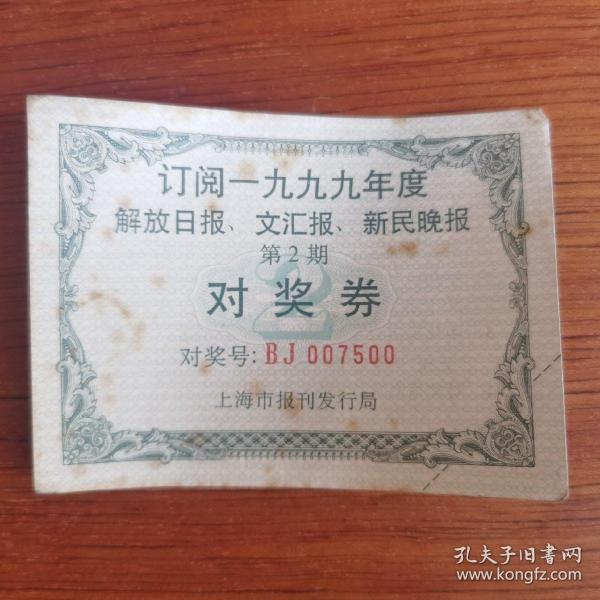 订阅一九九九年度
解放日报、文汇报、新民晚报
第2期
2
对奖券
对奖号:BJ 007500
上海市报刊发行局
孔夫子旧书网
www.kongfz.com